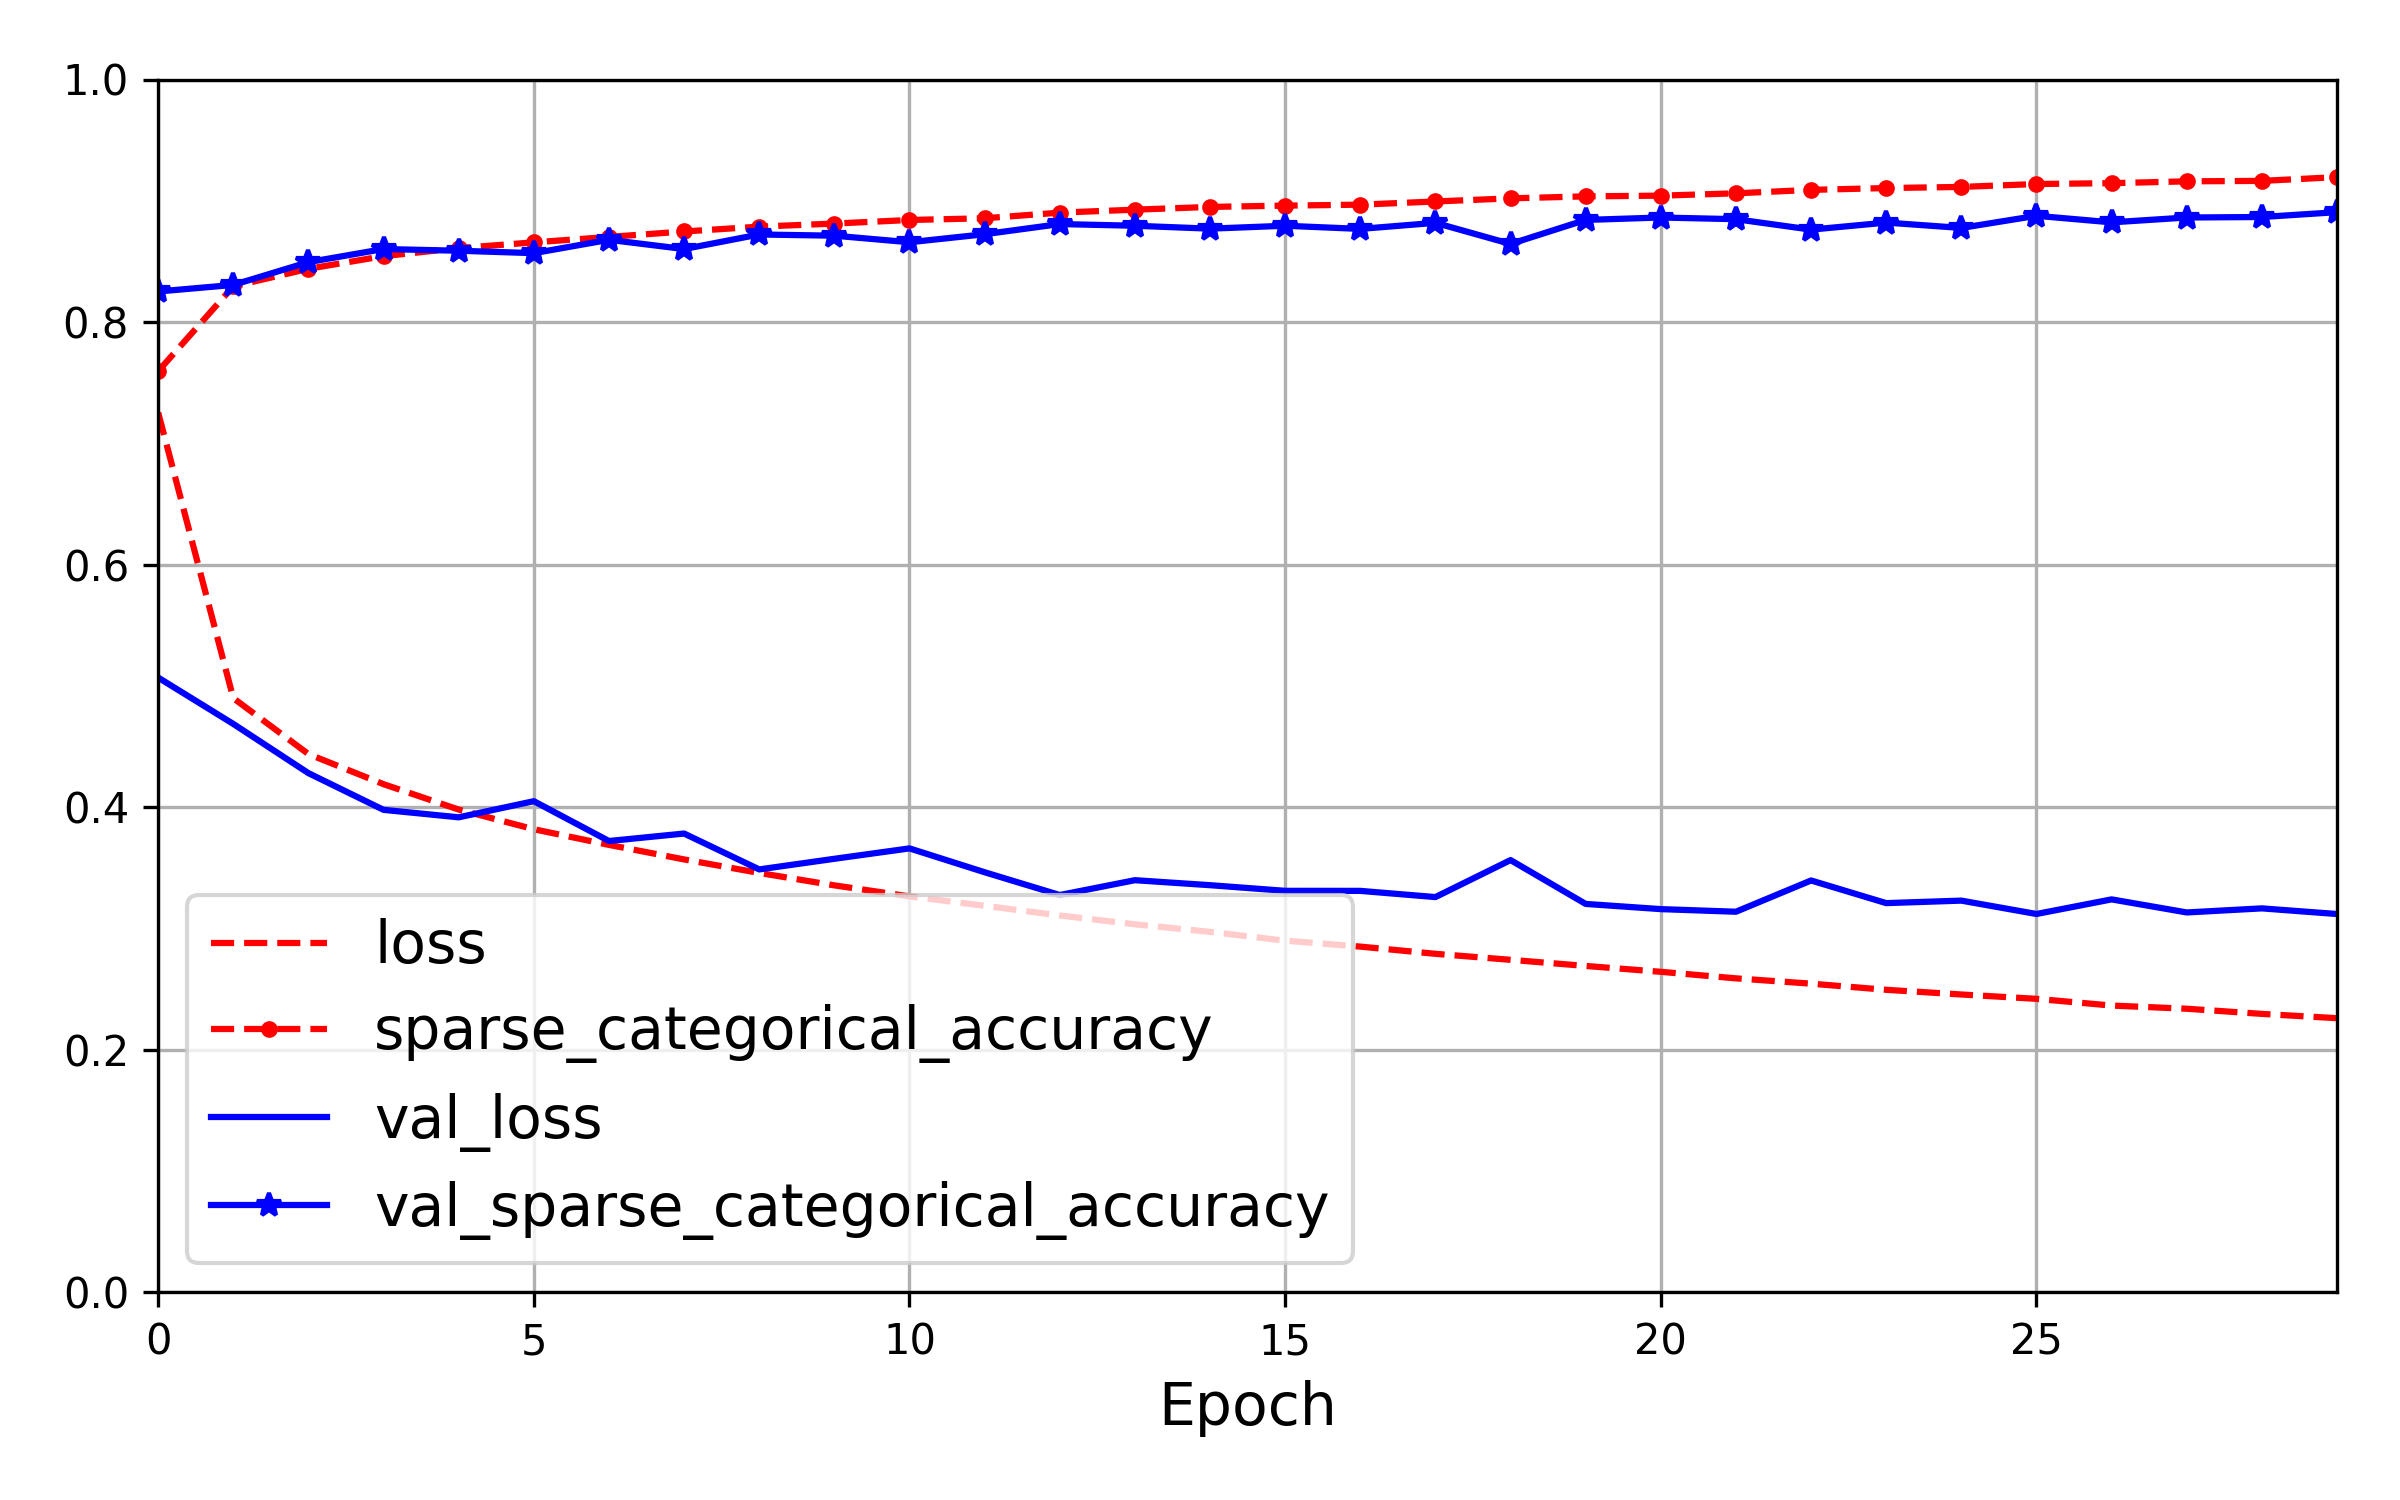 1.0
0.8
0.6
0.4
0.2
0.0
loss
sparse_categorical_accuracy
val_loss
val_sparse_categorical_accuracy
0 5 10 15 20 25
Epoch